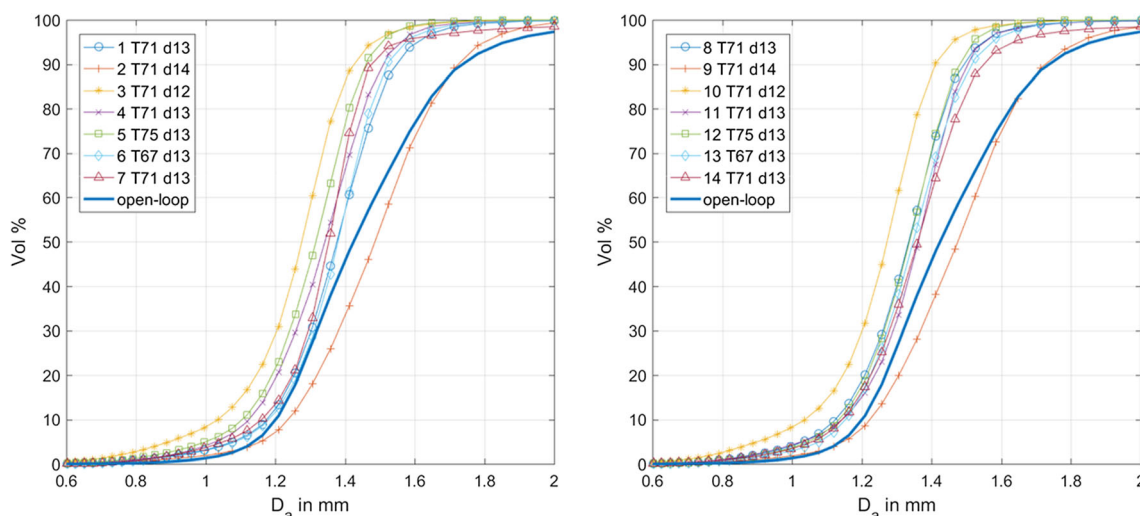 100
90
80
70
60
50
40
30
20
10
0
Vol %
1 T71 d13
2 T71 d14
3 T71 d12
4 T71 d13
5 T75 d13
6 T67 d13
7 T71 d13
open-loop
0.6 0.8 1 1.2 1.4 1.6 1.8 2
D_a in mm
100
90
80
70
60
50
40
30
20
10
0
Vol %
8 T71 d13
9 T71 d14
10 T71 d12
11 T71 d13
12 T75 d13
13 T67 d13
14 T71 d13
open-loop
0.6 0.8 1 1.2 1.4 1.6 1.8 2
D_a in mm